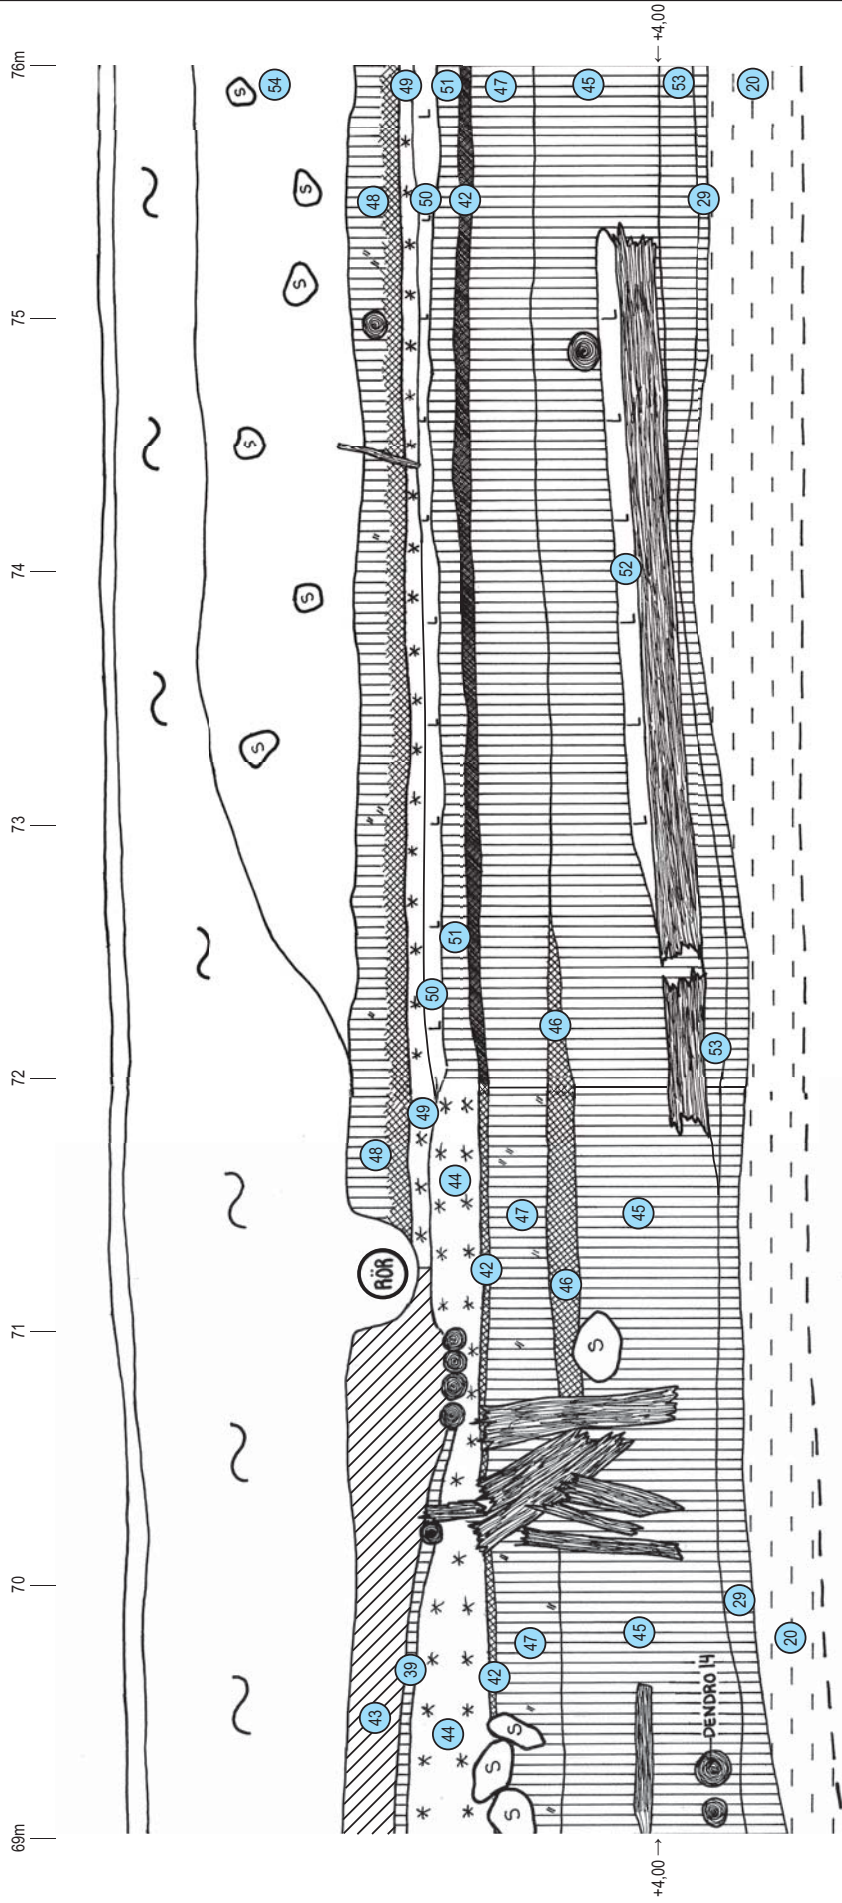 69m 70 71 72 73 74 75 76m
S S S
54
S S S
43 RÖR 48 48
39 49 49
50 50
44 44 51 51
42 42 42
S S S
47 47 47
46 46
S
45 45 45
52
+4,00 → ← +4,00
53 53
DENDRO 14
29 29
20 20